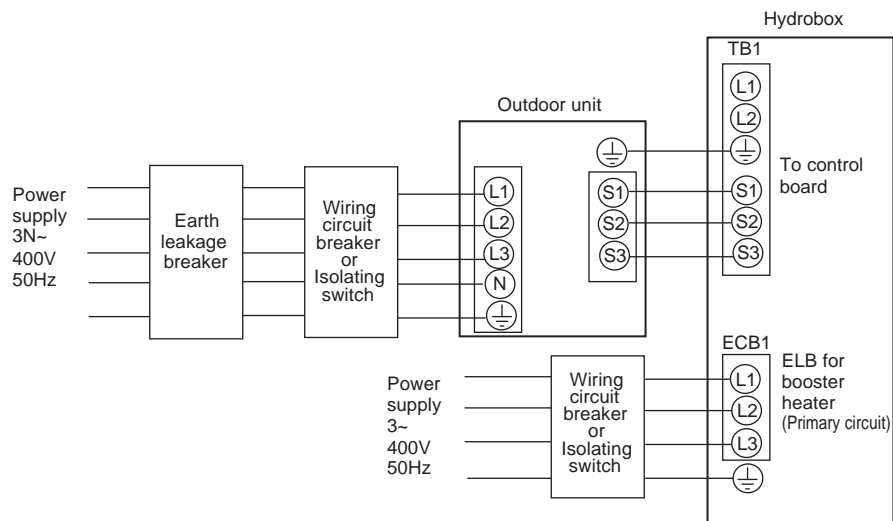 Hydrobox
TB1
L1
L2
To control
board
S1
S2
S3
Outdoor unit
L1
L2
L3
N
S1
S2
S3
Power
supply
3N~
400V
50Hz
Earth
leakage
breaker
Wiring
circuit
breaker
or
Isolating
switch
ECB1
L1
L2
L3
ELB for
booster
heater
(Primary circuit)
Power
supply
3~
400V
50Hz
Wiring
circuit
breaker
or
Isolating
switch